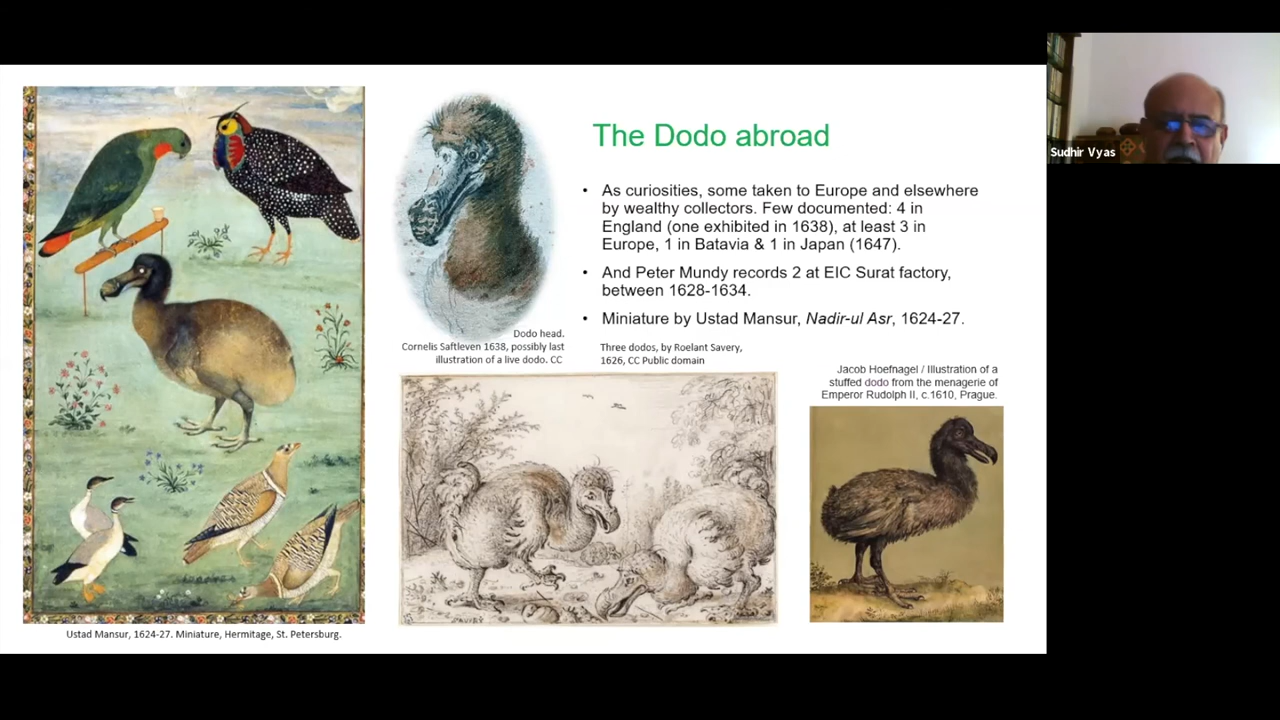 The Dodo abroad
• As curiosities, some taken to Europe and elsewhere
by wealthy collectors. Few documented: 4 in
England (one exhibited in 1638), at least 3 in
Europe, 1 in Batavia & 1 in Japan (1647).
• And Peter Mundy records 2 at EIC Surat factory,
between 1628-1634.
• Miniature by Ustad Mansur, Nadir-ul Asr, 1624-27.
Dodo head.
Cornelis Saftleven 1638, possibly last
illustration of a live dodo. CC
Three dodos, by Roelant Savery,
1626, CC Public domain
Jacob Hoefnagel / Illustration of a
stuffed dodo from the menagerie of
Emperor Rudolph II, c.1610, Prague.
Ustad Mansur, 1624-27. Miniature, Hermitage, St. Petersburg.
Sudhir Vyas